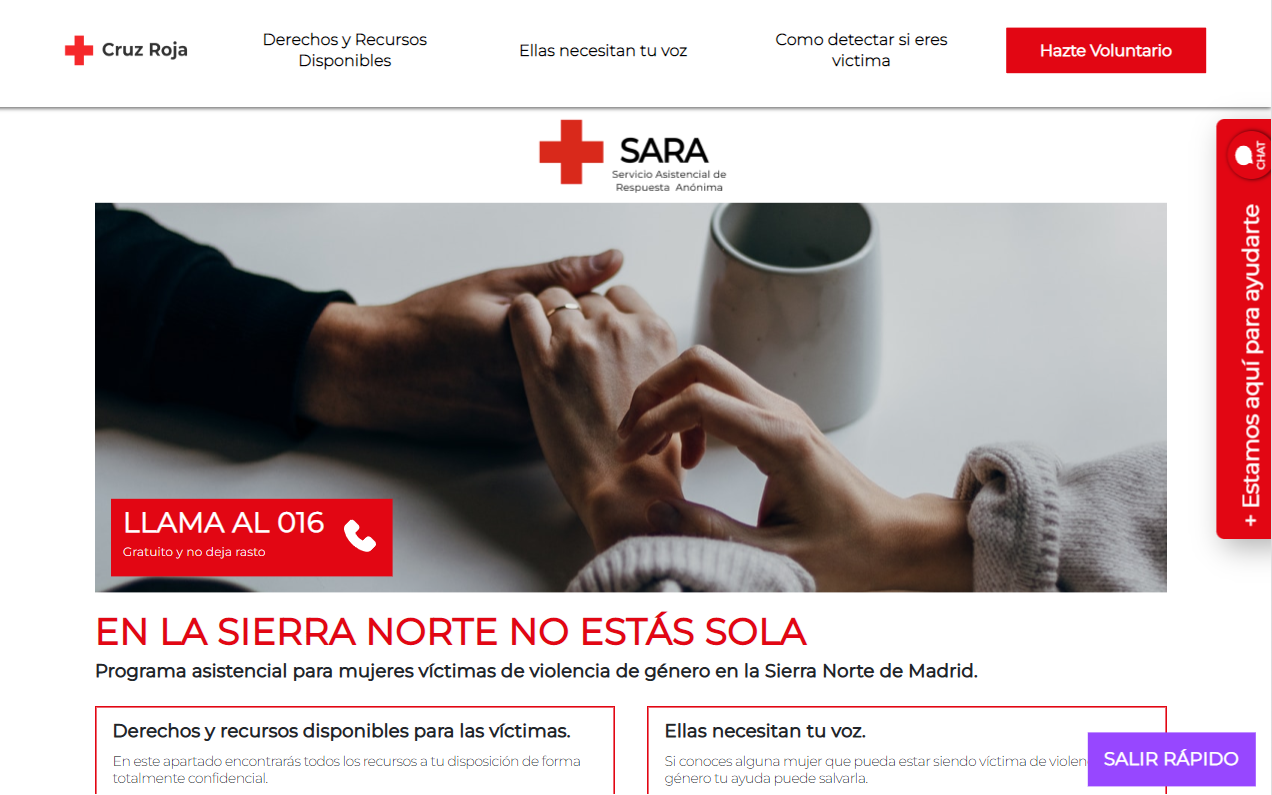 Cruz Roja
Derechos y Recursos
Disponibles
Ellas necesitan tu voz
Como detectar si eres
victima
Hazte Voluntario
SARA
Servicio Asistencial de
Respuesta Anónima
CHAT
+ Estamos aquí para ayudarte
LLAMA AL 016
Gratuito y no deja rasto
EN LA SIERRA NORTE NO ESTÁS SOLA
Programa asistencial para mujeres víctimas de violencia de género en la Sierra Norte de Madrid.
Derechos y recursos disponibles para las víctimas.
En este apartado encontrarás todos los recursos a tu disposición de forma
totalmente confidencial.
Ellas necesitan tu voz.
Si conoces alguna mujer que pueda estar siendo víctima de violen
género tu ayuda puede salvarla.
SALIR RÁPIDO